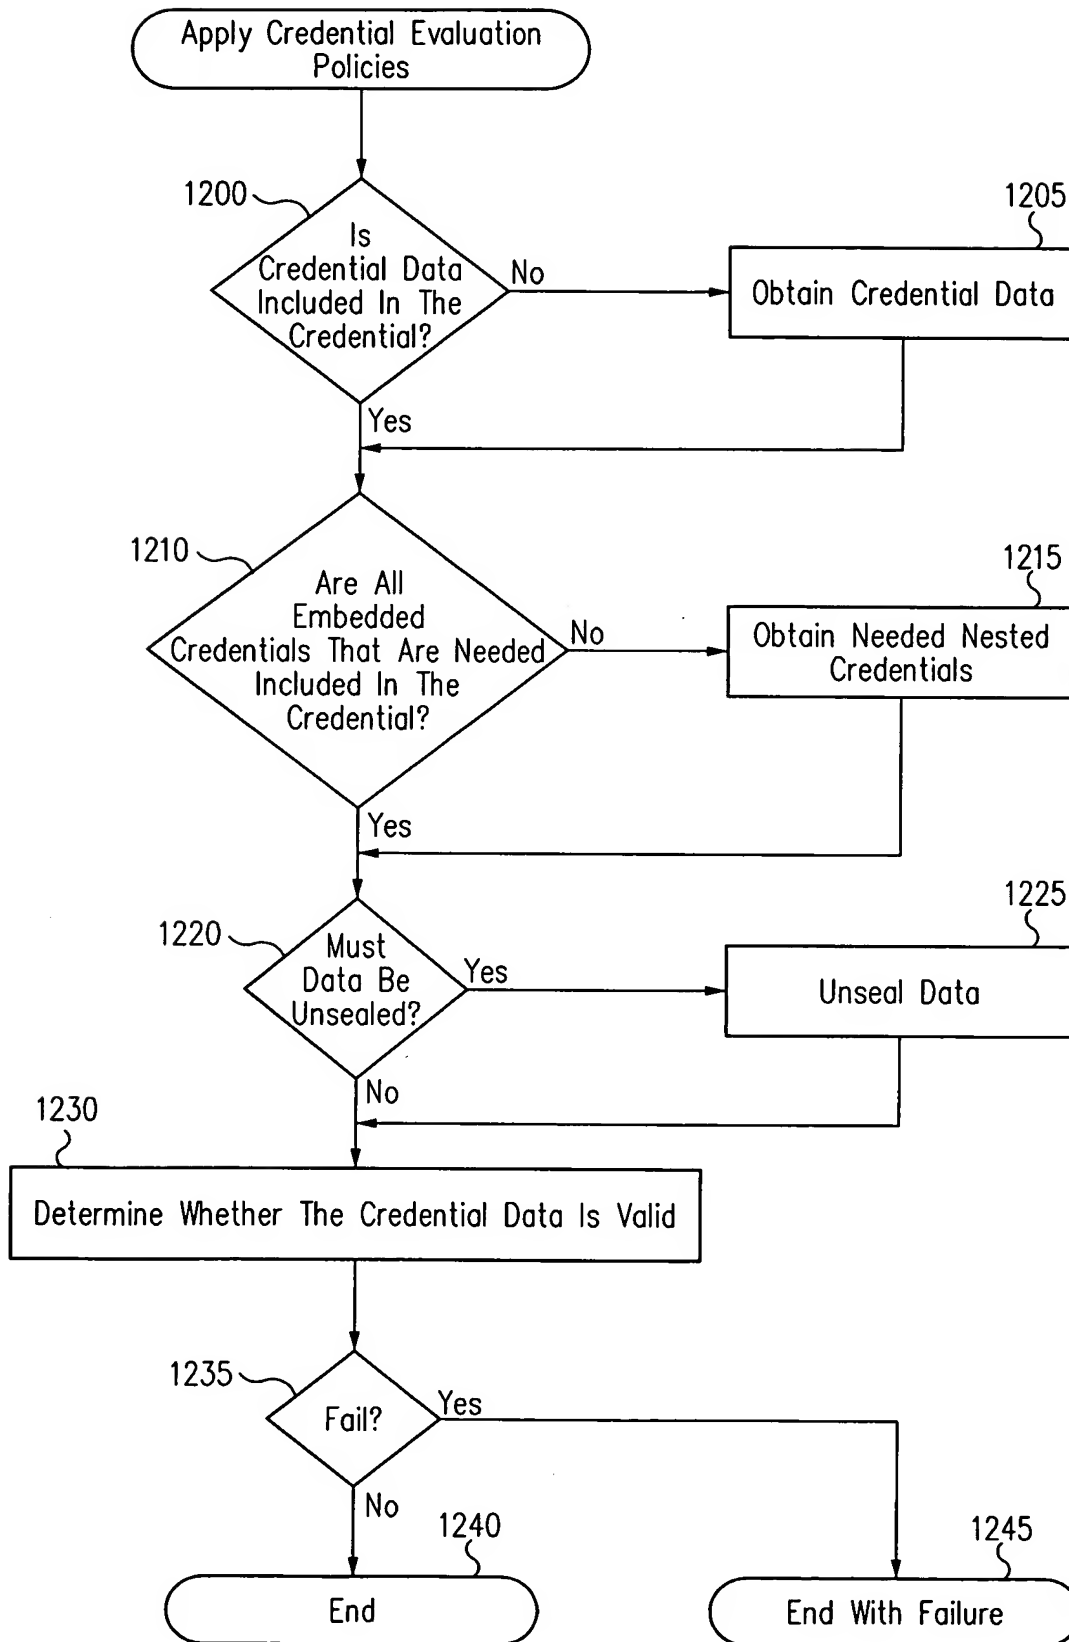 Apply Credential Evaluation
Policies
1200
Is
Credential Data
Included In The
Credential?
No
1205
Obtain Credential Data
Yes
1210
Are All
Embedded
Credentials That Are Needed
Included In The
Credential?
No
1215
Obtain Needed Nested
Credentials
Yes
1220
Must
Data Be
Unsealed?
Yes
1225
Unseal Data
No
1230
Determine Whether The Credential Data Is Valid
1235
Fail?
Yes
No
1240
End
1245
End With Failure